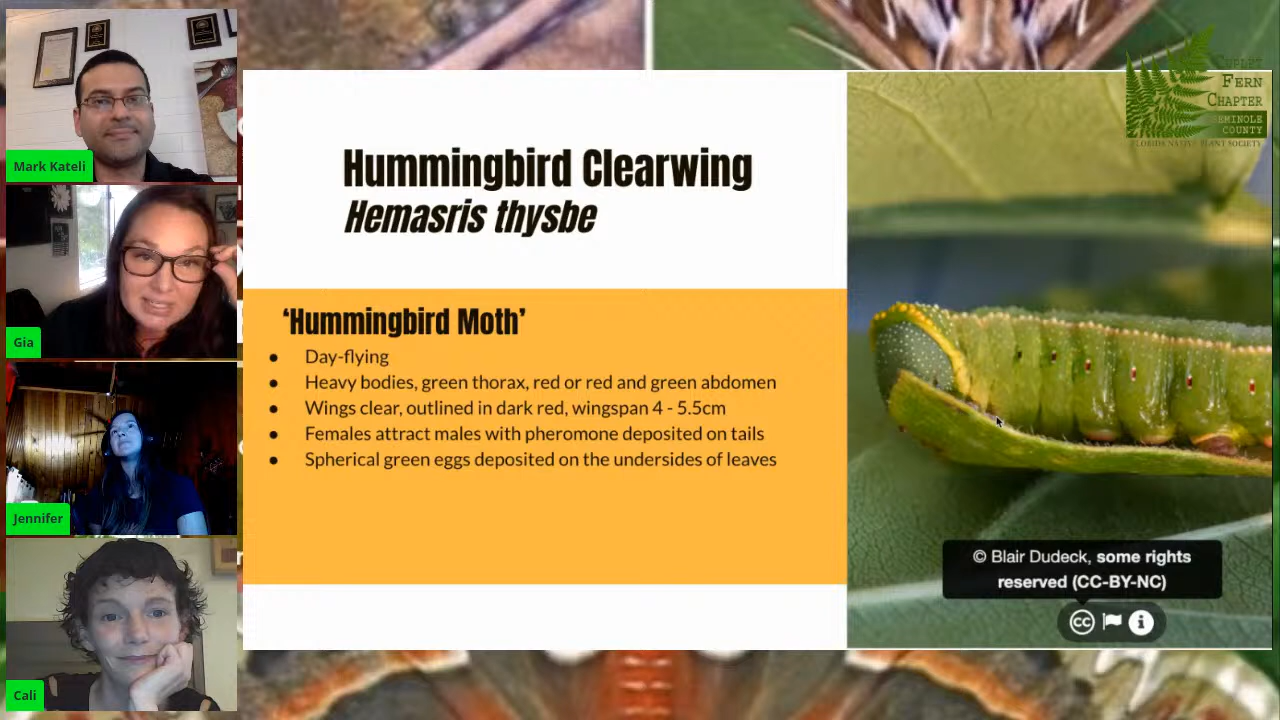 Mark Kateli
Gia
Jennifer
Cali
Hummingbird Clearwing
Hemasris thysbe
‘Hummingbird Moth’
● Day-flying
● Heavy bodies, green thorax, red or red and green abdomen
● Wings clear, outlined in dark red, wingspan 4 - 5.5cm
● Females attract males with pheromone deposited on tails
● Spherical green eggs deposited on the undersides of leaves
© Blair Dudeck, some rights
reserved (CC-BY-NC)
cc
FERN
CHAPTER
SEMINOLE
COUNTY
FLORIDA NATIVE PLANT SOCIETY